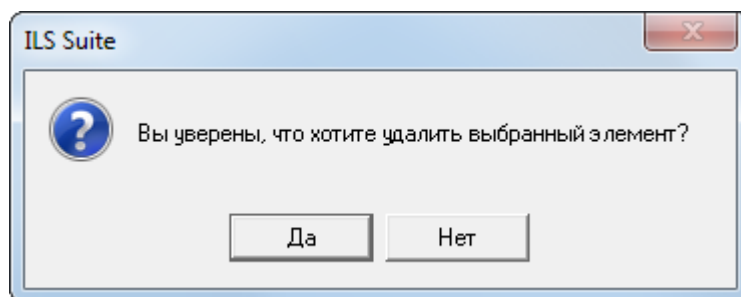 ILS Suite
Вы уверены, что хотите удалить выбранный элемент?
Да
Нет